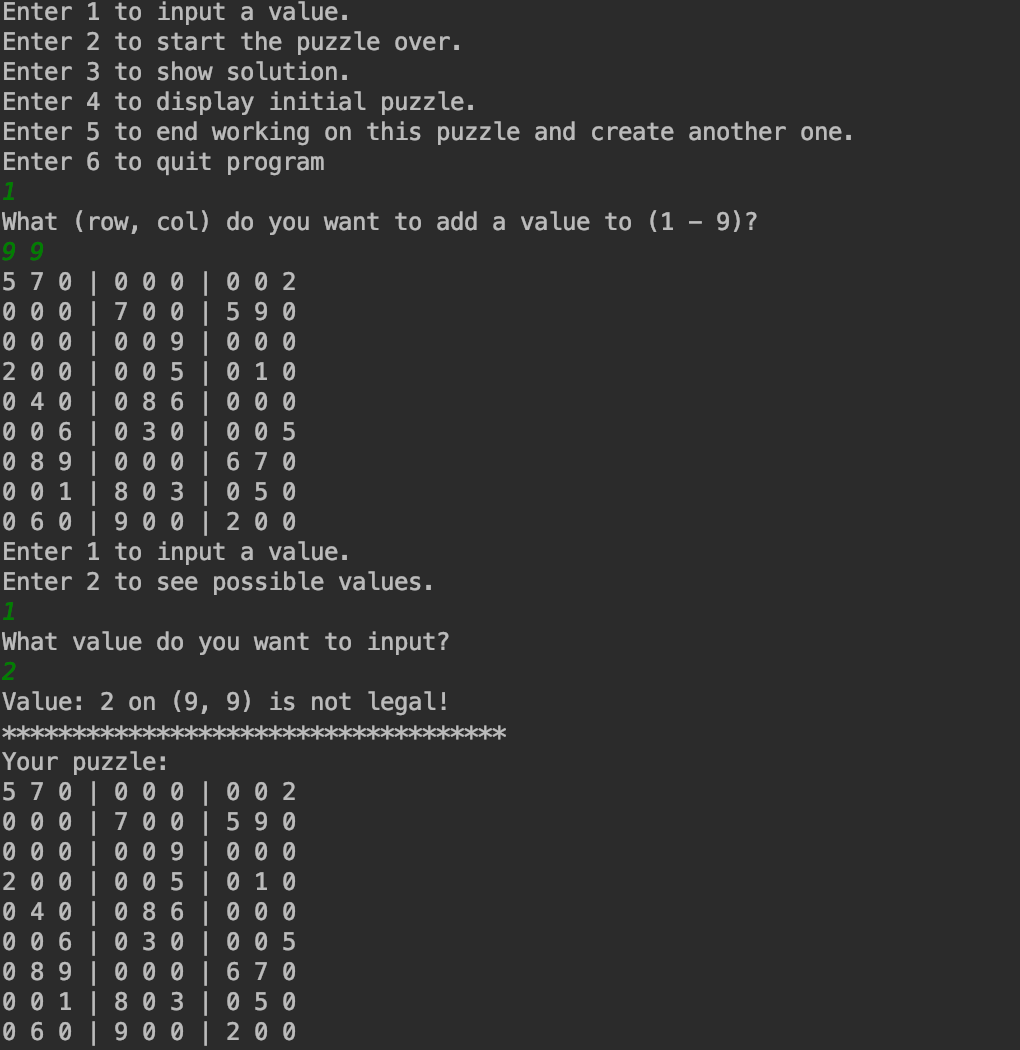 Enter 1 to input a value.
Enter 2 to start the puzzle over.
Enter 3 to show solution.
Enter 4 to display initial puzzle.
Enter 5 to end working on this puzzle and create another one.
Enter 6 to quit program
1
What (row, col) do you want to add a value to (1 - 9)?
9 9
5 7 0 | 0 0 0 | 0 0 2
0 0 0 | 7 0 0 | 5 9 0
0 0 0 | 0 0 9 | 0 0 0
2 0 0 | 0 0 5 | 0 1 0
0 4 0 | 0 8 6 | 0 0 0
0 0 6 | 0 3 0 | 0 0 5
0 8 9 | 0 0 0 | 6 7 0
0 0 1 | 8 0 3 | 0 5 0
0 6 0 | 9 0 0 | 2 0 0
Enter 1 to input a value.
Enter 2 to see possible values.
1
What value do you want to input?
2
Value: 2 on (9, 9) is not legal!
************************************
Your puzzle:
5 7 0 | 0 0 0 | 0 0 2
0 0 0 | 7 0 0 | 5 9 0
0 0 0 | 0 0 9 | 0 0 0
2 0 0 | 0 0 5 | 0 1 0
0 4 0 | 0 8 6 | 0 0 0
0 0 6 | 0 3 0 | 0 0 5
0 8 9 | 0 0 0 | 6 7 0
0 0 1 | 8 0 3 | 0 5 0
0 6 0 | 9 0 0 | 2 0 0